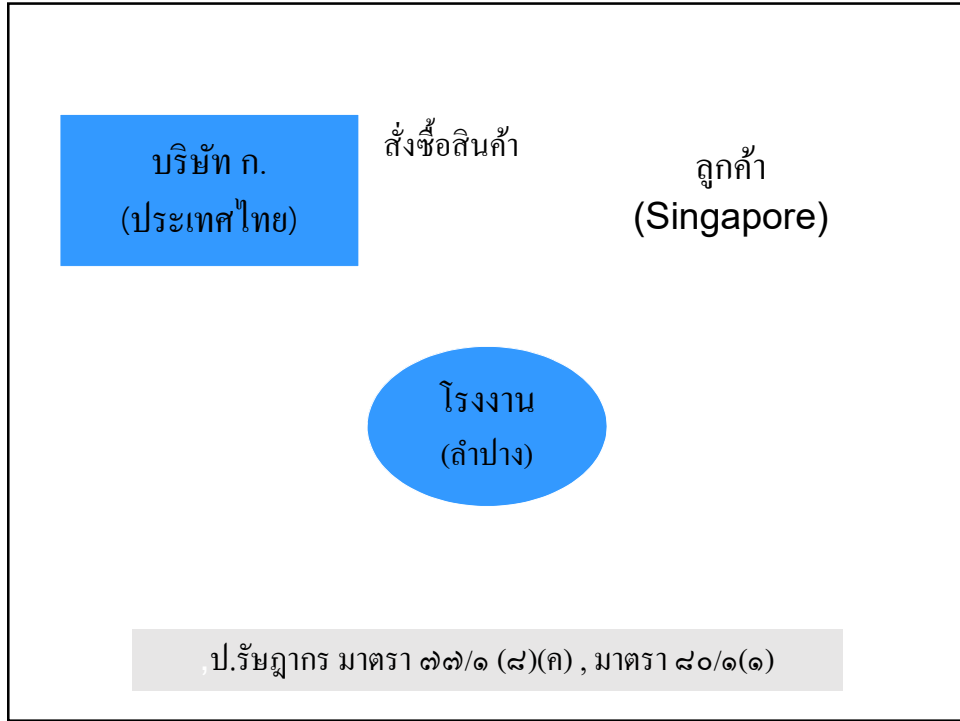 บริษัท ก.
(ประเทศไทย)
สั่งซื้อสินค้า
ลูกค้า
(Singapore)
โรงงาน
(ลำปาง)
,ป.รัษฎากร มาตรา ๗๗/๑ (๘)(ค) , มาตรา ๘๐/๑(๑)